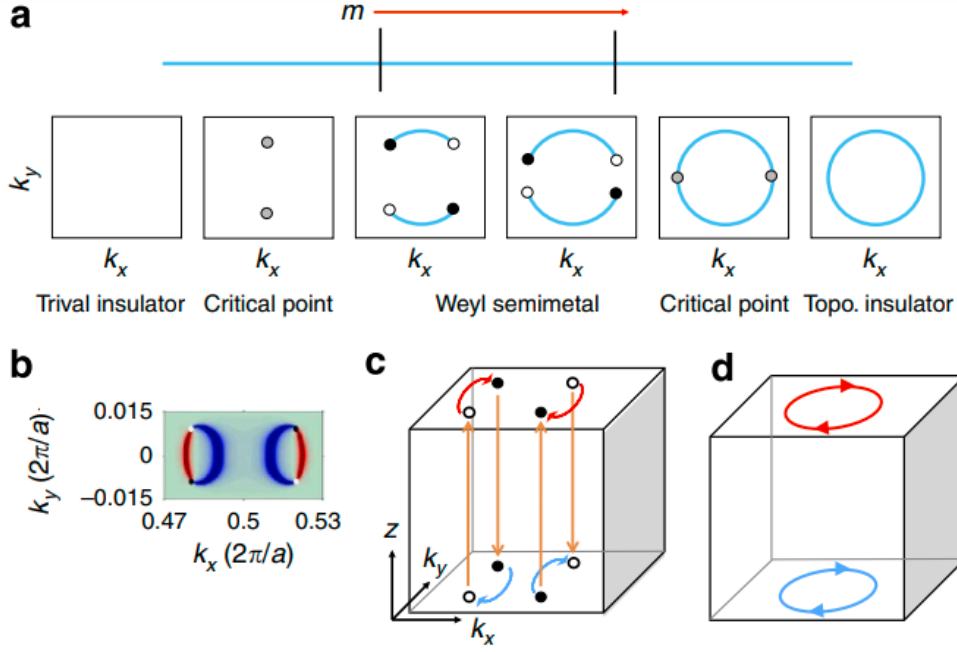 a
m
k_y
k_x k_x k_x k_x k_x k_x
Trival insulator Critical point Weyl semimetal Critical point Topo. insulator
b
k_y (2π/a)
0.015
0
−0.015
0.47 0.5 0.53
k_x (2π/a)
c
z
k_y
k_x
d